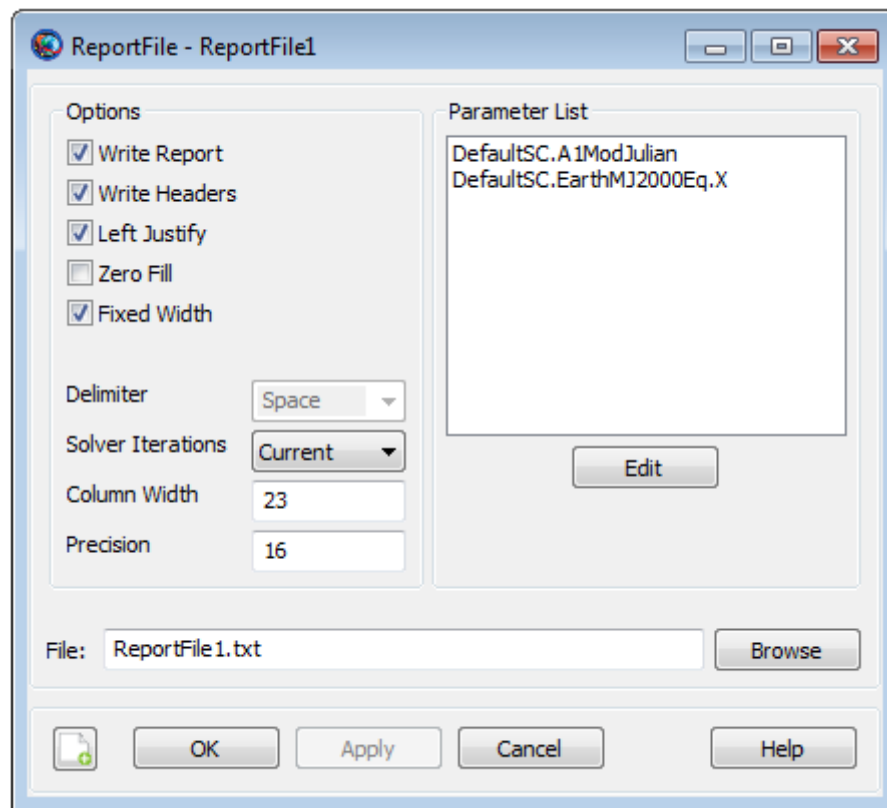 ReportFile - ReportFile1
Options
Write Report
Write Headers
Left Justify
Zero Fill
Fixed Width
Delimiter Space
Solver Iterations Current
Column Width 23
Precision 16
Parameter List
DefaultSC.A1ModJulian
DefaultSC.EarthMJ2000Eq.X
Edit
File: ReportFile1.txt Browse
OK Apply Cancel Help